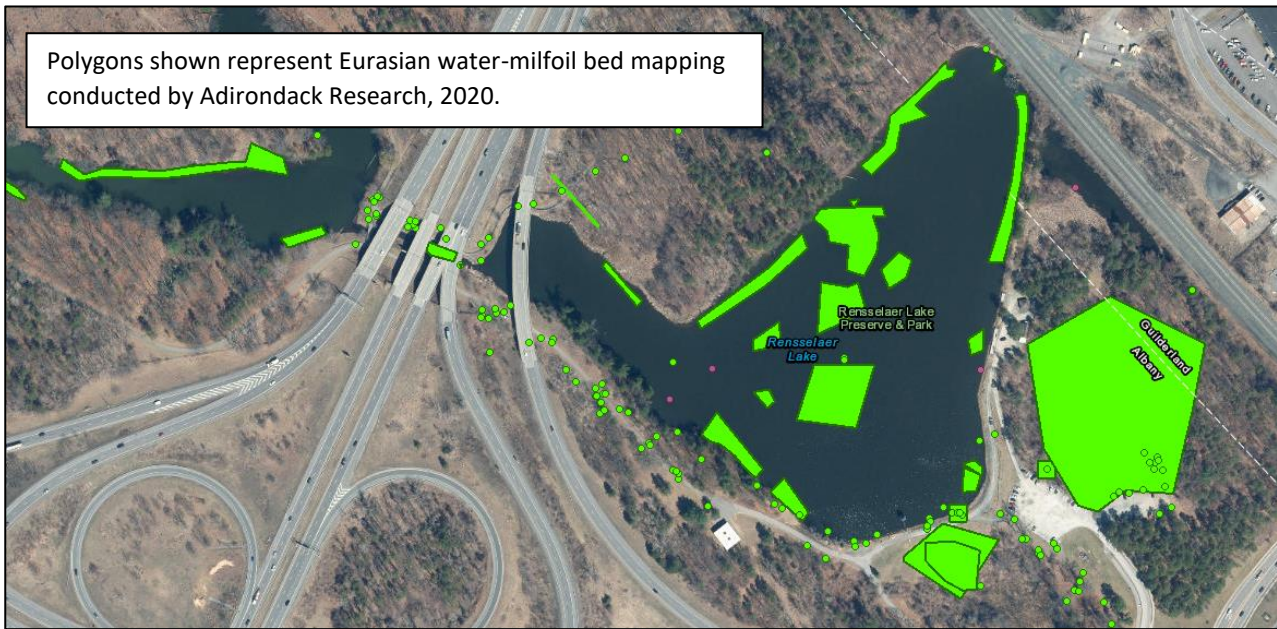 Polygons shown represent Eurasian water-milfoil bed mapping
conducted by Adirondack Research, 2020.
Rensselaer Lake
Preserve & Park
Rensselaer
Lake
Guilderland
Albany